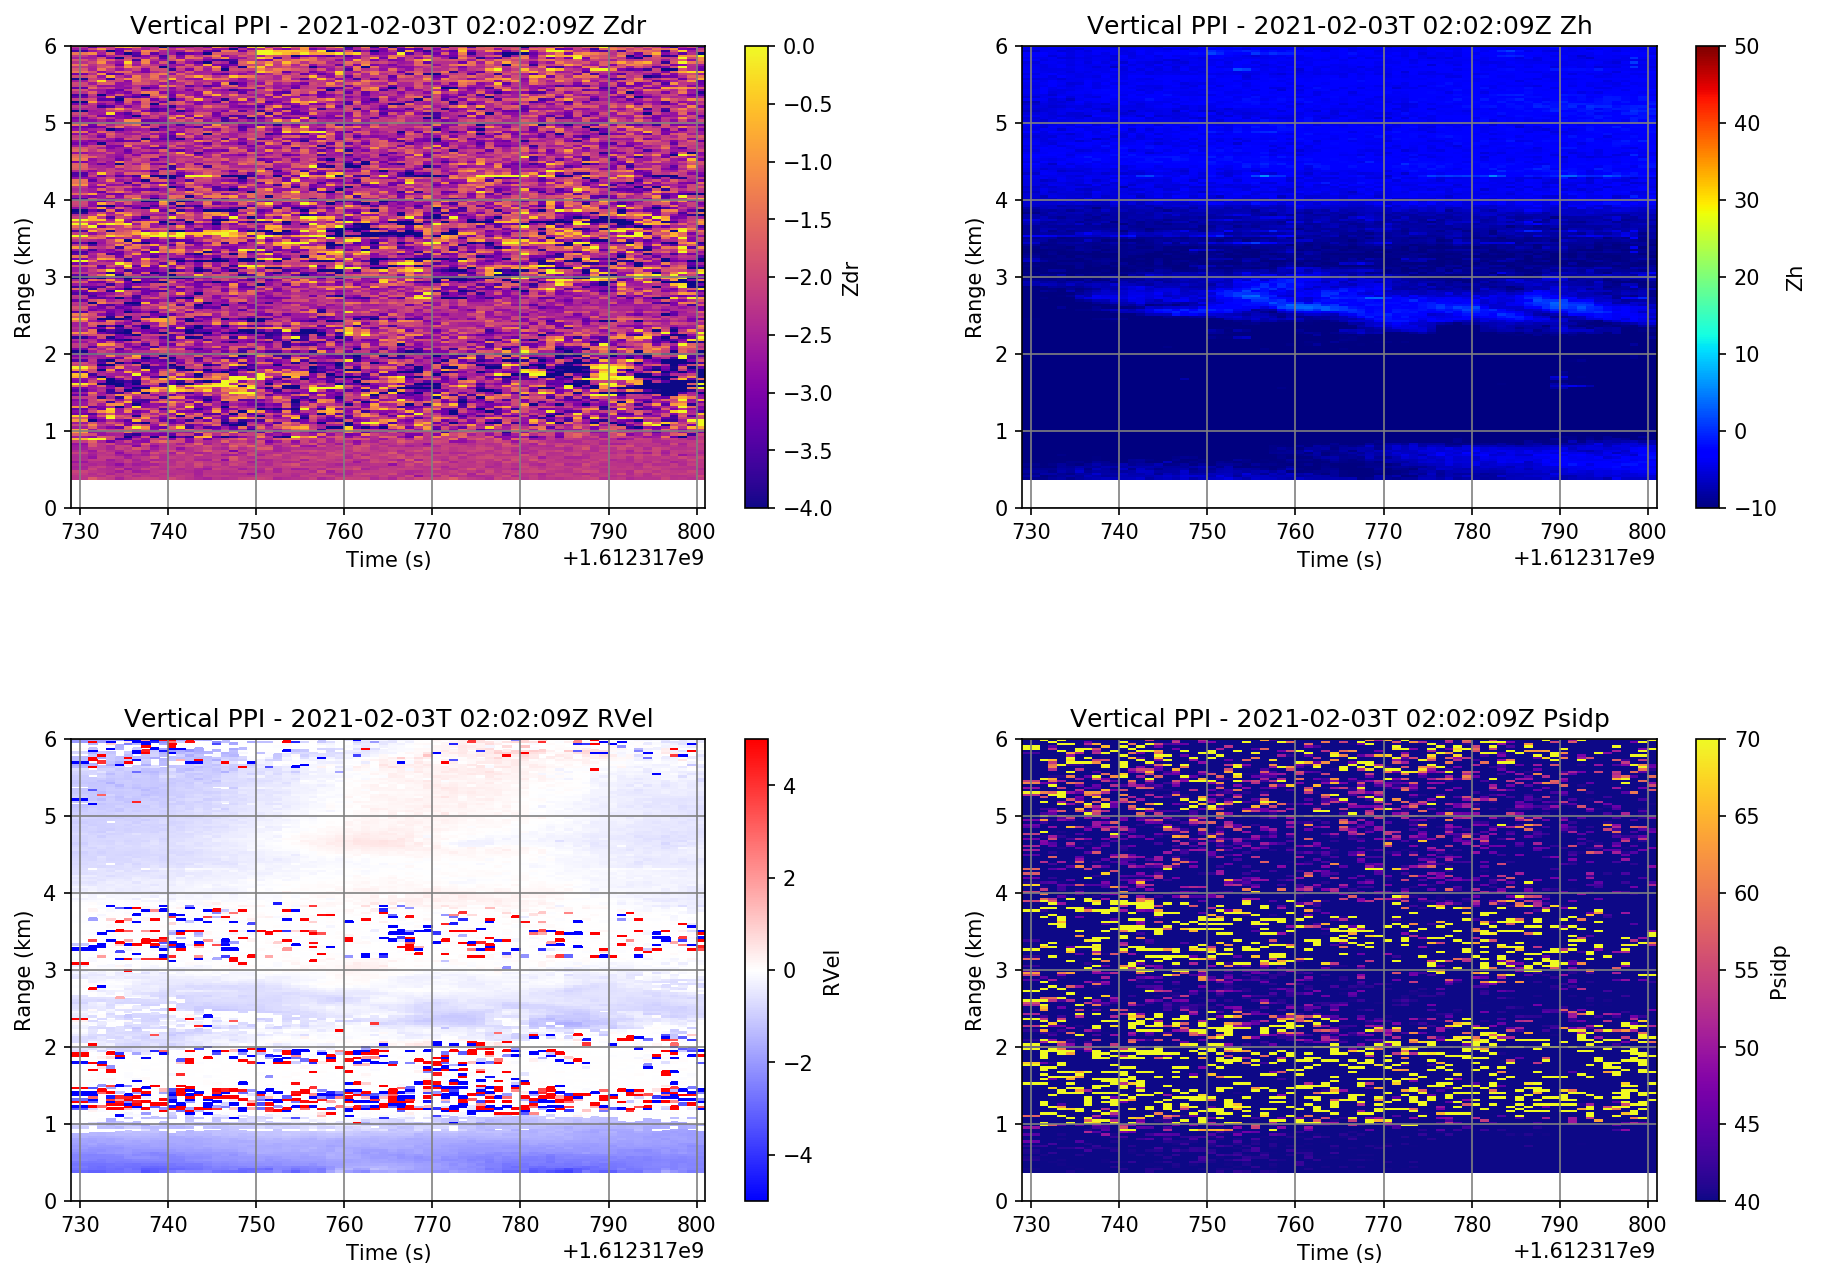 Vertical PPI - 2021-02-03T 02:02:09Z Zdr
6
5
4
3
2
1
0
Range (km)
730 740 750 760 770 780 790 800
Time (s)
+1.612317e9
0.0
−0.5
−1.0
−1.5
−2.0
−2.5
−3.0
−3.5
−4.0
Zdr
Vertical PPI - 2021-02-03T 02:02:09Z Zh
6
5
4
3
2
1
0
Range (km)
730 740 750 760 770 780 790 800
Time (s)
+1.612317e9
50
40
30
20
10
0
−10
Zh
Vertical PPI - 2021-02-03T 02:02:09Z RVel
6
5
4
3
2
1
0
Range (km)
730 740 750 760 770 780 790 800
Time (s)
+1.612317e9
4
2
0
−2
−4
RVel
Vertical PPI - 2021-02-03T 02:02:09Z Psidp
6
5
4
3
2
1
0
Range (km)
730 740 750 760 770 780 790 800
Time (s)
+1.612317e9
70
65
60
55
50
45
40
Psidp